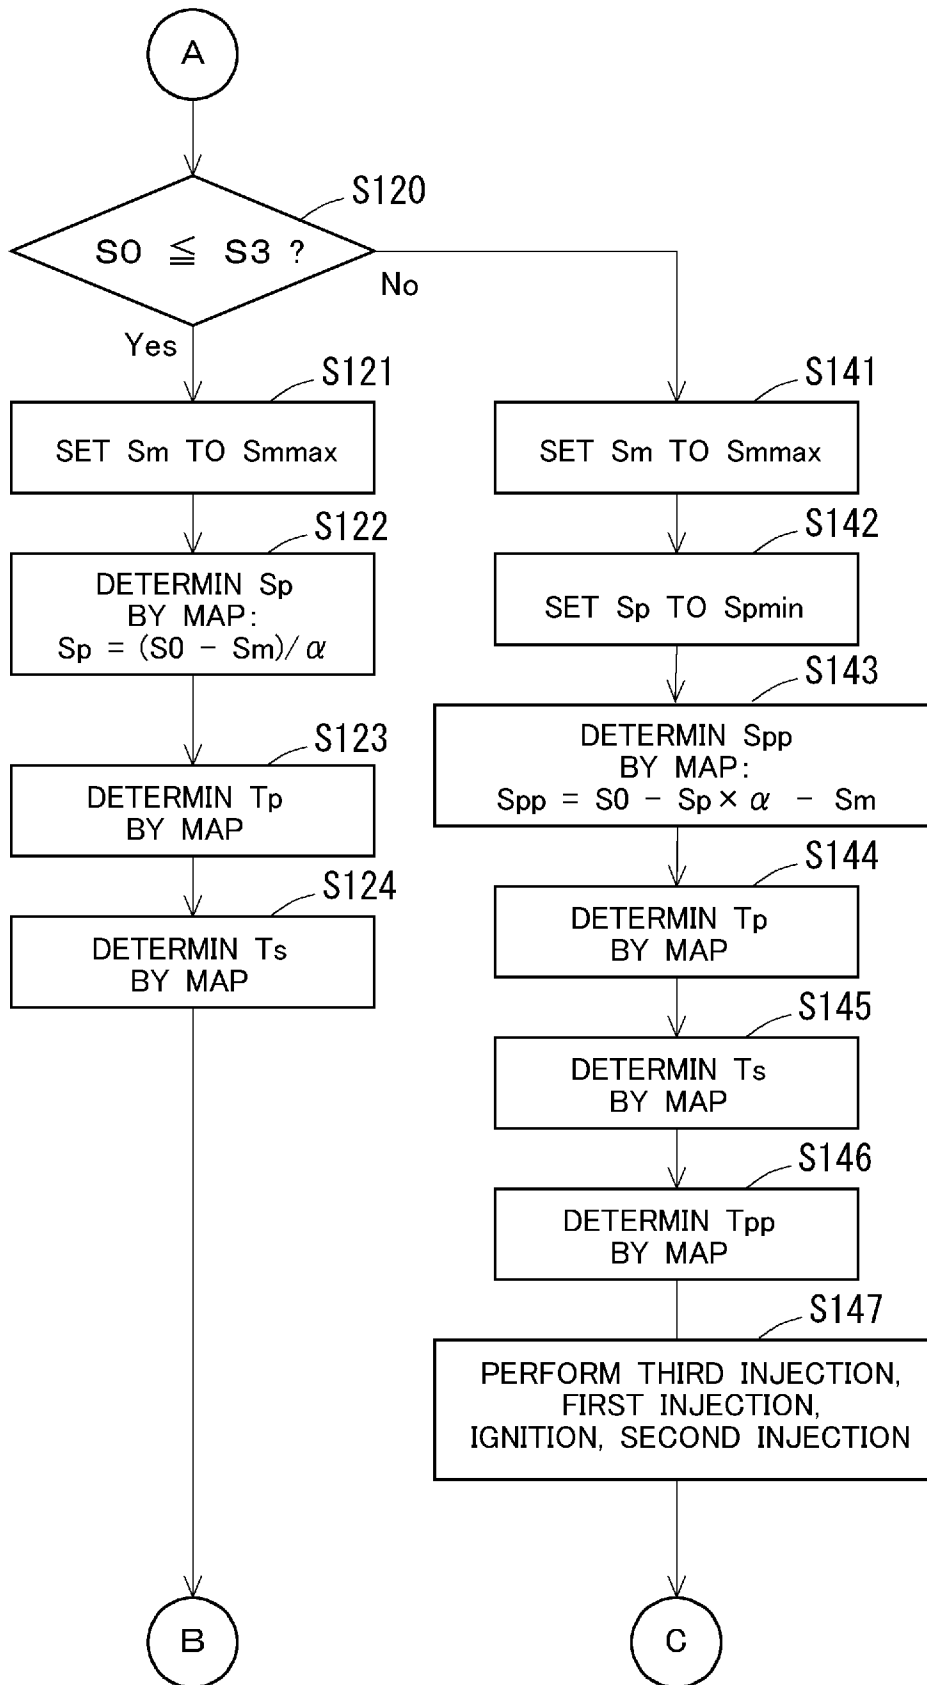 A
S120
S0 ≦ S3 ?
No
Yes
S121
SET Sm TO Smmax
S122
DETERMIN Sp
BY MAP:
Sp = (S0 - Sm)/ α
S123
DETERMIN Tp
BY MAP
S124
DETERMIN Ts
BY MAP
B
S141
SET Sm TO Smmax
S142
SET Sp TO Spmin
S143
DETERMIN Spp
BY MAP:
Spp = S0 - Sp× α - Sm
S144
DETERMIN Tp
BY MAP
S145
DETERMIN Ts
BY MAP
S146
DETERMIN Tpp
BY MAP
S147
PERFORM THIRD INJECTION,
FIRST INJECTION,
IGNITION, SECOND INJECTION
C